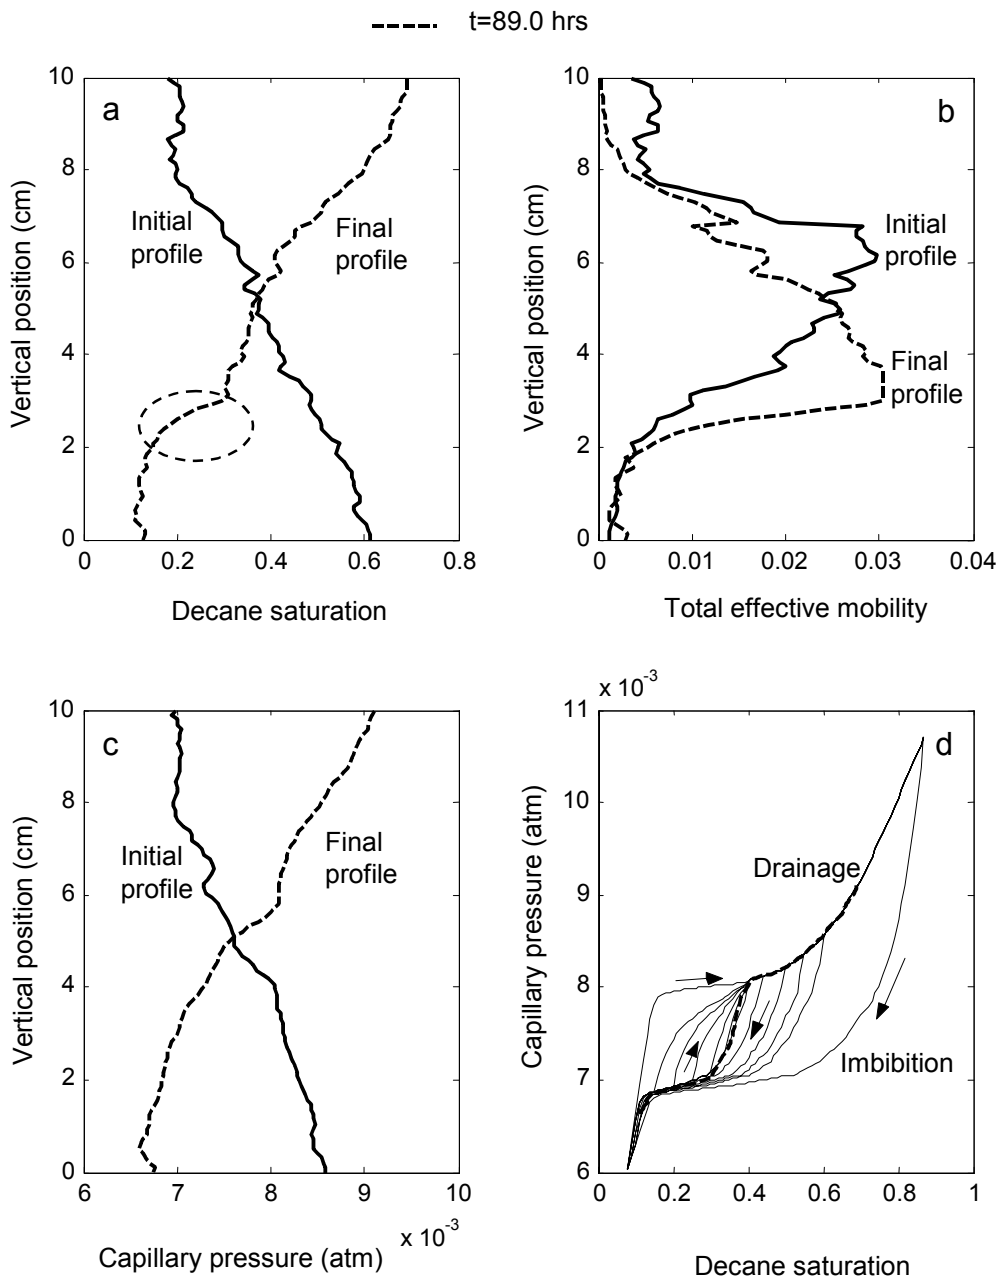 t=89.0 hrs
a
10
8
6
4
2
0
Vertical position (cm)
Initial
profile
Final
profile
0
0.2
0.4
0.6
0.8
Decane saturation
b
10
8
6
4
2
0
Vertical position (cm)
Initial
profile
Final
profile
0
0.01
0.02
0.03
0.04
Total effective mobility
c
10
8
6
4
2
0
Vertical position (cm)
Initial
profile
Final
profile
6
7
8
9
10
x 10-3
Capillary pressure (atm)
x 10-3
d
11
10
9
8
7
6
Capillary pressure (atm)
Drainage
Imbibition
0
0.2
0.4
0.6
0.8
1
Decane saturation